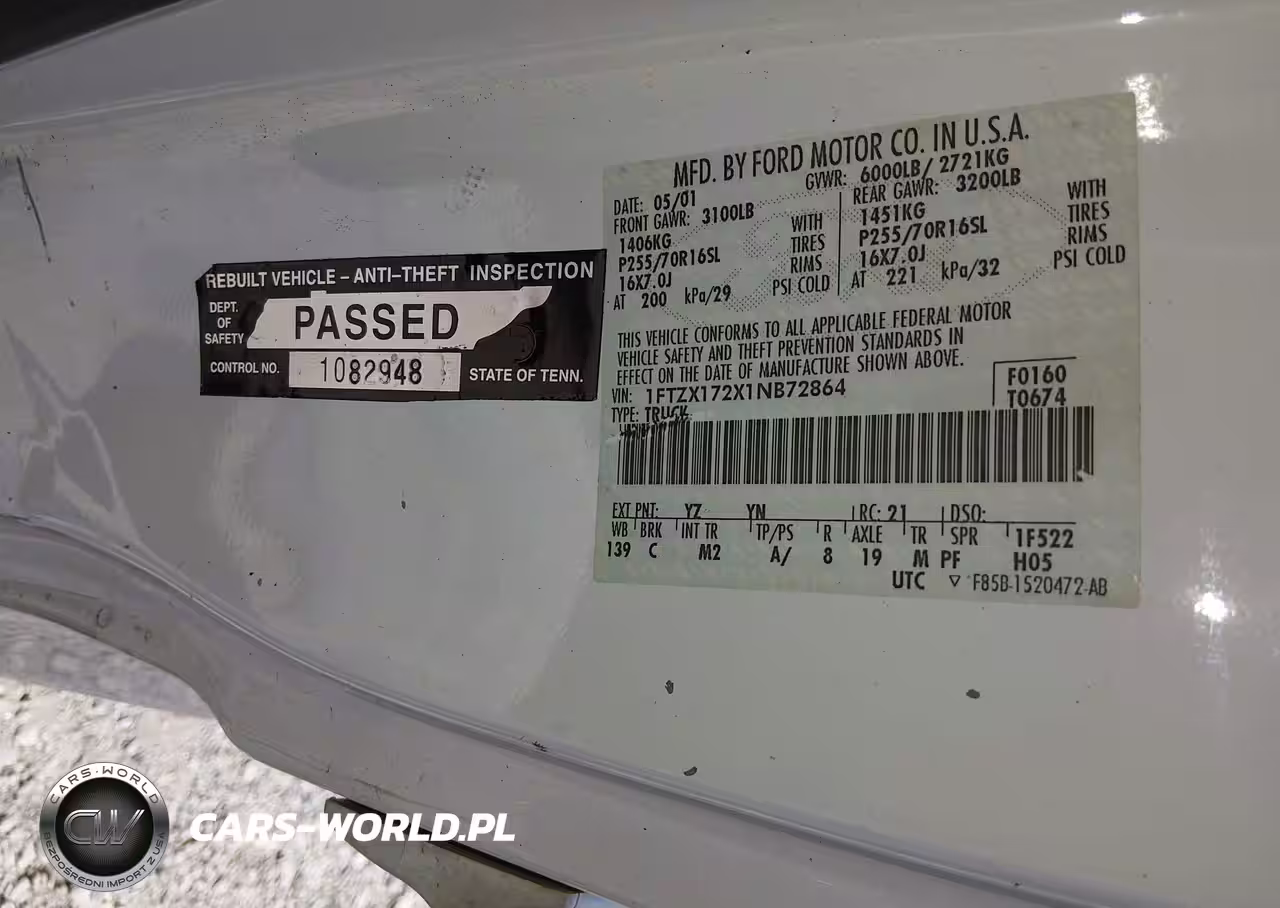 REBUILT VEHICLE – ANTI–THEFT INSPECTION
DEPT.
OF
SAFETY
PASSED
CONTROL NO. 1082948 STATE OF TENN.
MFD. BY FORD MOTOR CO. IN U.S.A.
DATE: 05/01 GVWR: 6000LB/ 2721KG
FRONT GAWR: 3100LB REAR GAWR: 3200LB
1406KG WITH 1451KG WITH
P255/70R16SL TIRES P255/70R16SL TIRES
16X7.0J RIMS 16X7.0J RIMS
AT 200 kPa/29 PSI COLD AT 221 kPa/32 PSI COLD
THIS VEHICLE CONFORMS TO ALL APPLICABLE FEDERAL MOTOR
VEHICLE SAFETY AND THEFT PREVENTION STANDARDS IN
EFFECT ON THE DATE OF MANUFACTURE SHOWN ABOVE.
VIN: 1FTZX172X1NB72864 F0160
TYPE: TRUCK T0674
EXT PNT: YZ YN RC: 21 DSO:
WB BRK INT TR TP/PS R AXLE TR SPR 1F522
139 C M2 A/ 8 19 M PF H05
UTC ▽ F85B-1520472-AB
CARS-WORLD
CW
BEZPOŚREDNI IMPORT Z USA
CARS-WORLD.PL